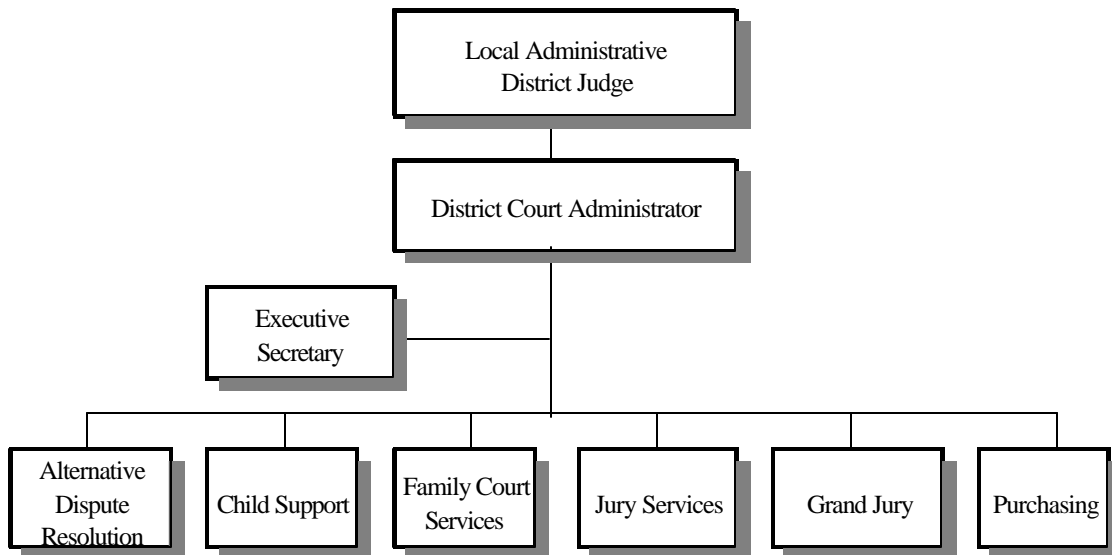 Local Administrative
District Judge
District Court Administrator
Executive
Secretary
Alternative
Dispute
Resolution
Child Support
Family Court
Services
Jury Services
Grand Jury
Purchasing